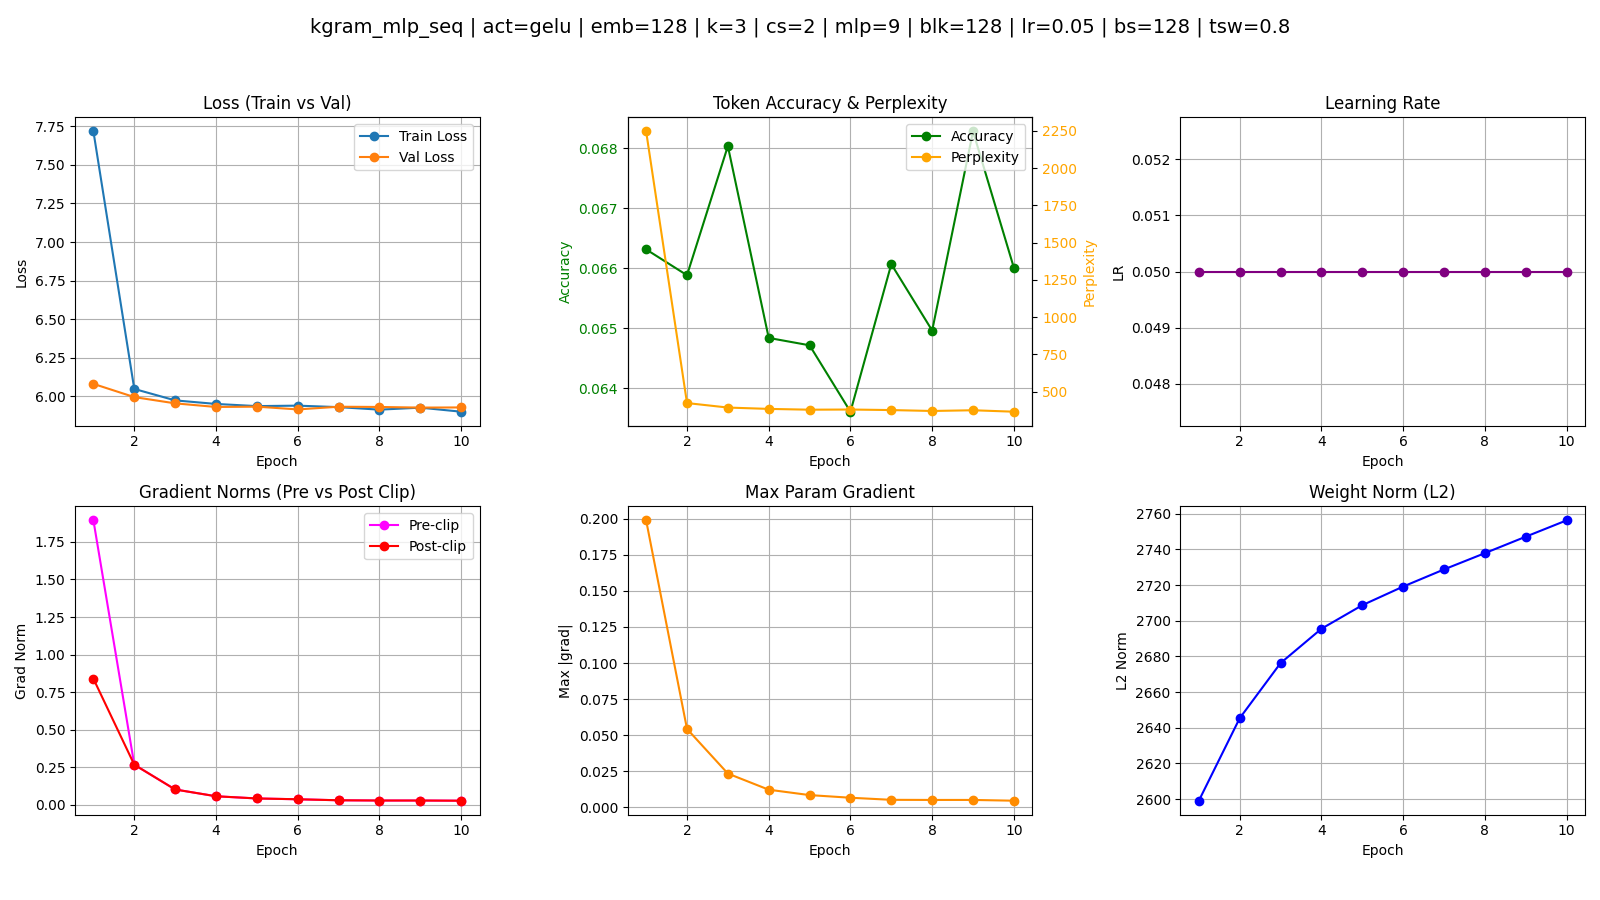 kgram_mlp_seq | act=gelu | emb=128 | k=3 | cs=2 | mlp=9 | blk=128 | lr=0.05 | bs=128 | tsw=0.8
Loss (Train vs Val)
7.75
7.50
7.25
7.00
6.75
6.50
6.25
6.00
Loss
Train Loss
Val Loss
2 4 6 8 10
Epoch
Token Accuracy & Perplexity
0.068
0.067
0.066
0.065
0.064
Accuracy
Accuracy
Perplexity
2250
2000
1750
1500
1250
1000
750
500
Perplexity
2 4 6 8 10
Epoch
Learning Rate
0.052
0.051
0.050
0.049
0.048
LR
2 4 6 8 10
Epoch
Gradient Norms (Pre vs Post Clip)
1.75
1.50
1.25
1.00
0.75
0.50
0.25
0.00
Grad Norm
Pre-clip
Post-clip
2 4 6 8 10
Epoch
Max Param Gradient
0.200
0.175
0.150
0.125
0.100
0.075
0.050
0.025
0.000
Max |grad|
2 4 6 8 10
Epoch
Weight Norm (L2)
2760
2740
2720
2700
2680
2660
2640
2620
2600
L2 Norm
2 4 6 8 10
Epoch